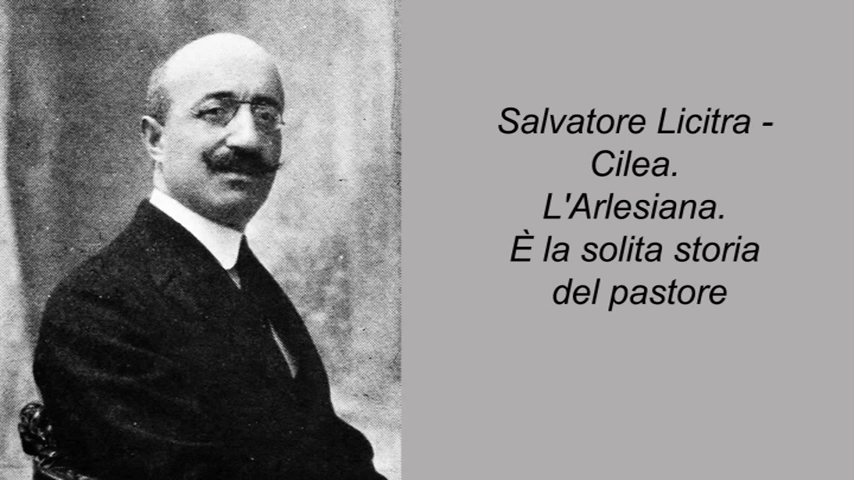 Salvatore Licitra -
Cilea.
L'Arlesiana.
È la solita storia
del pastore